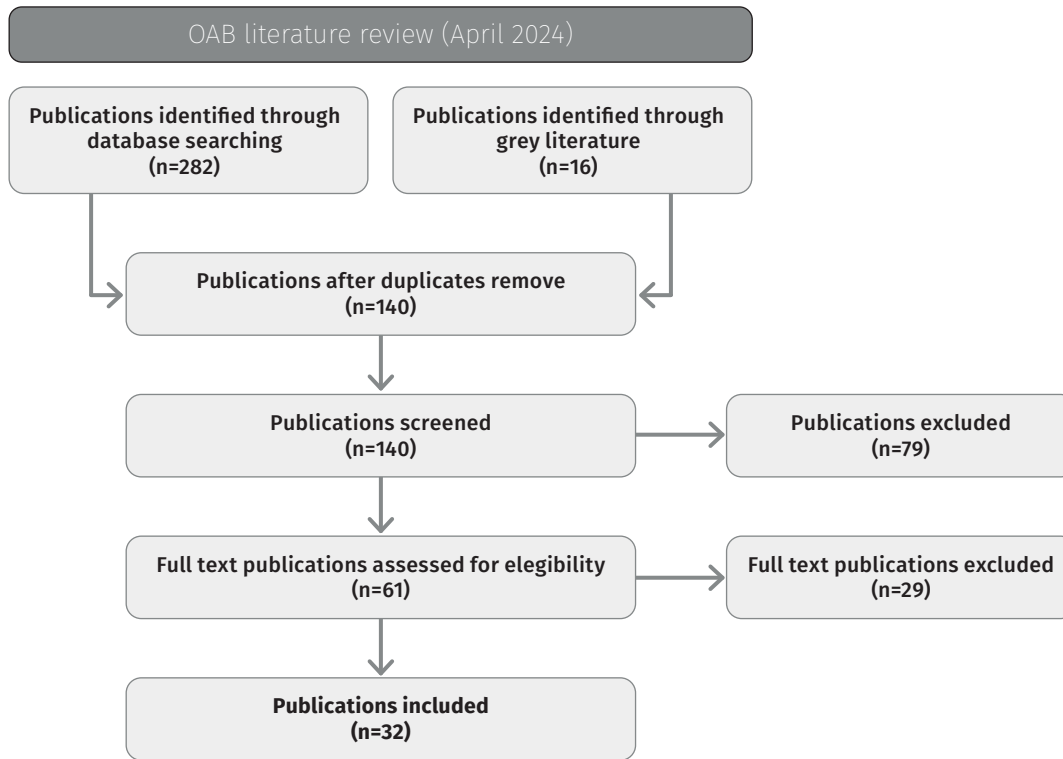 OAB literature review (April 2024)
Publications identified through
database searching
(n=282)
Publications identified through
grey literature
(n=16)
Publications after duplicates remove
(n=140)
Publications screened
(n=140)
Publications excluded
(n=79)
Full text publications assessed for elegibility
(n=61)
Full text publications excluded
(n=29)
Publications included
(n=32)